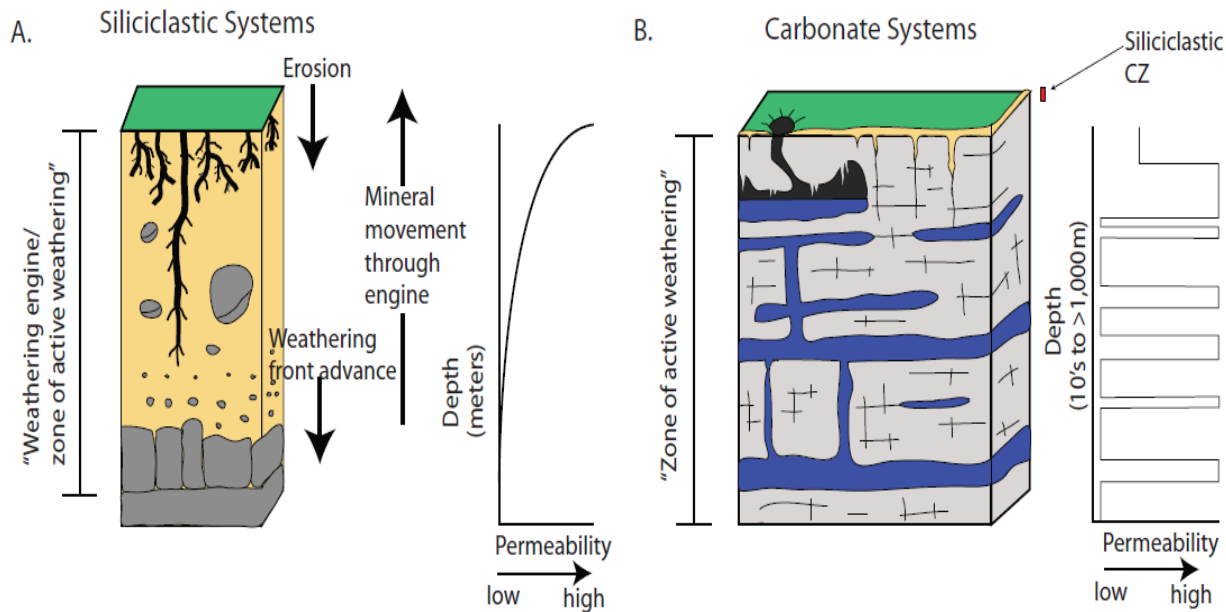 A.
Siliciclastic Systems
Erosion
"Weathering engine/
zone of active weathering"
Mineral
movement
through
engine
Weathering
front advance
Depth
(meters)
Permeability
low
high
B.
Carbonate Systems
Siliciclastic
CZ
"Zone of active weathering"
Depth
(10's to >1,000m)
Permeability
low
high